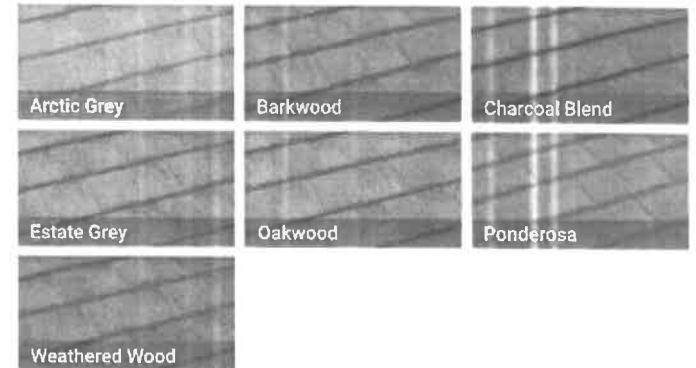 Arctic Grey
Barkwood
Charcoal Blend
Estate Grey
Oakwood
Ponderosa
Weathered Wood